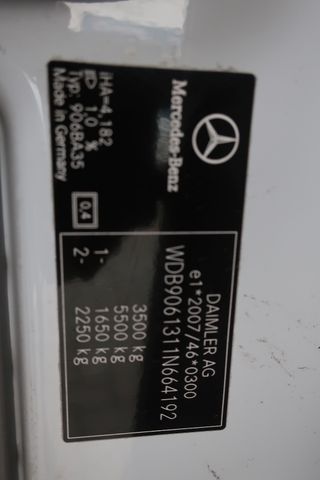 Mercedes-Benz
DAIMLER AG
e1*2007/46*0300
WDB9061311N664192
3500 kg
5500 kg
1- 1650 kg
2- 2250 kg
iHA=4,182
1,0 %
Typ: 906BA35
Made in Germany
0,4